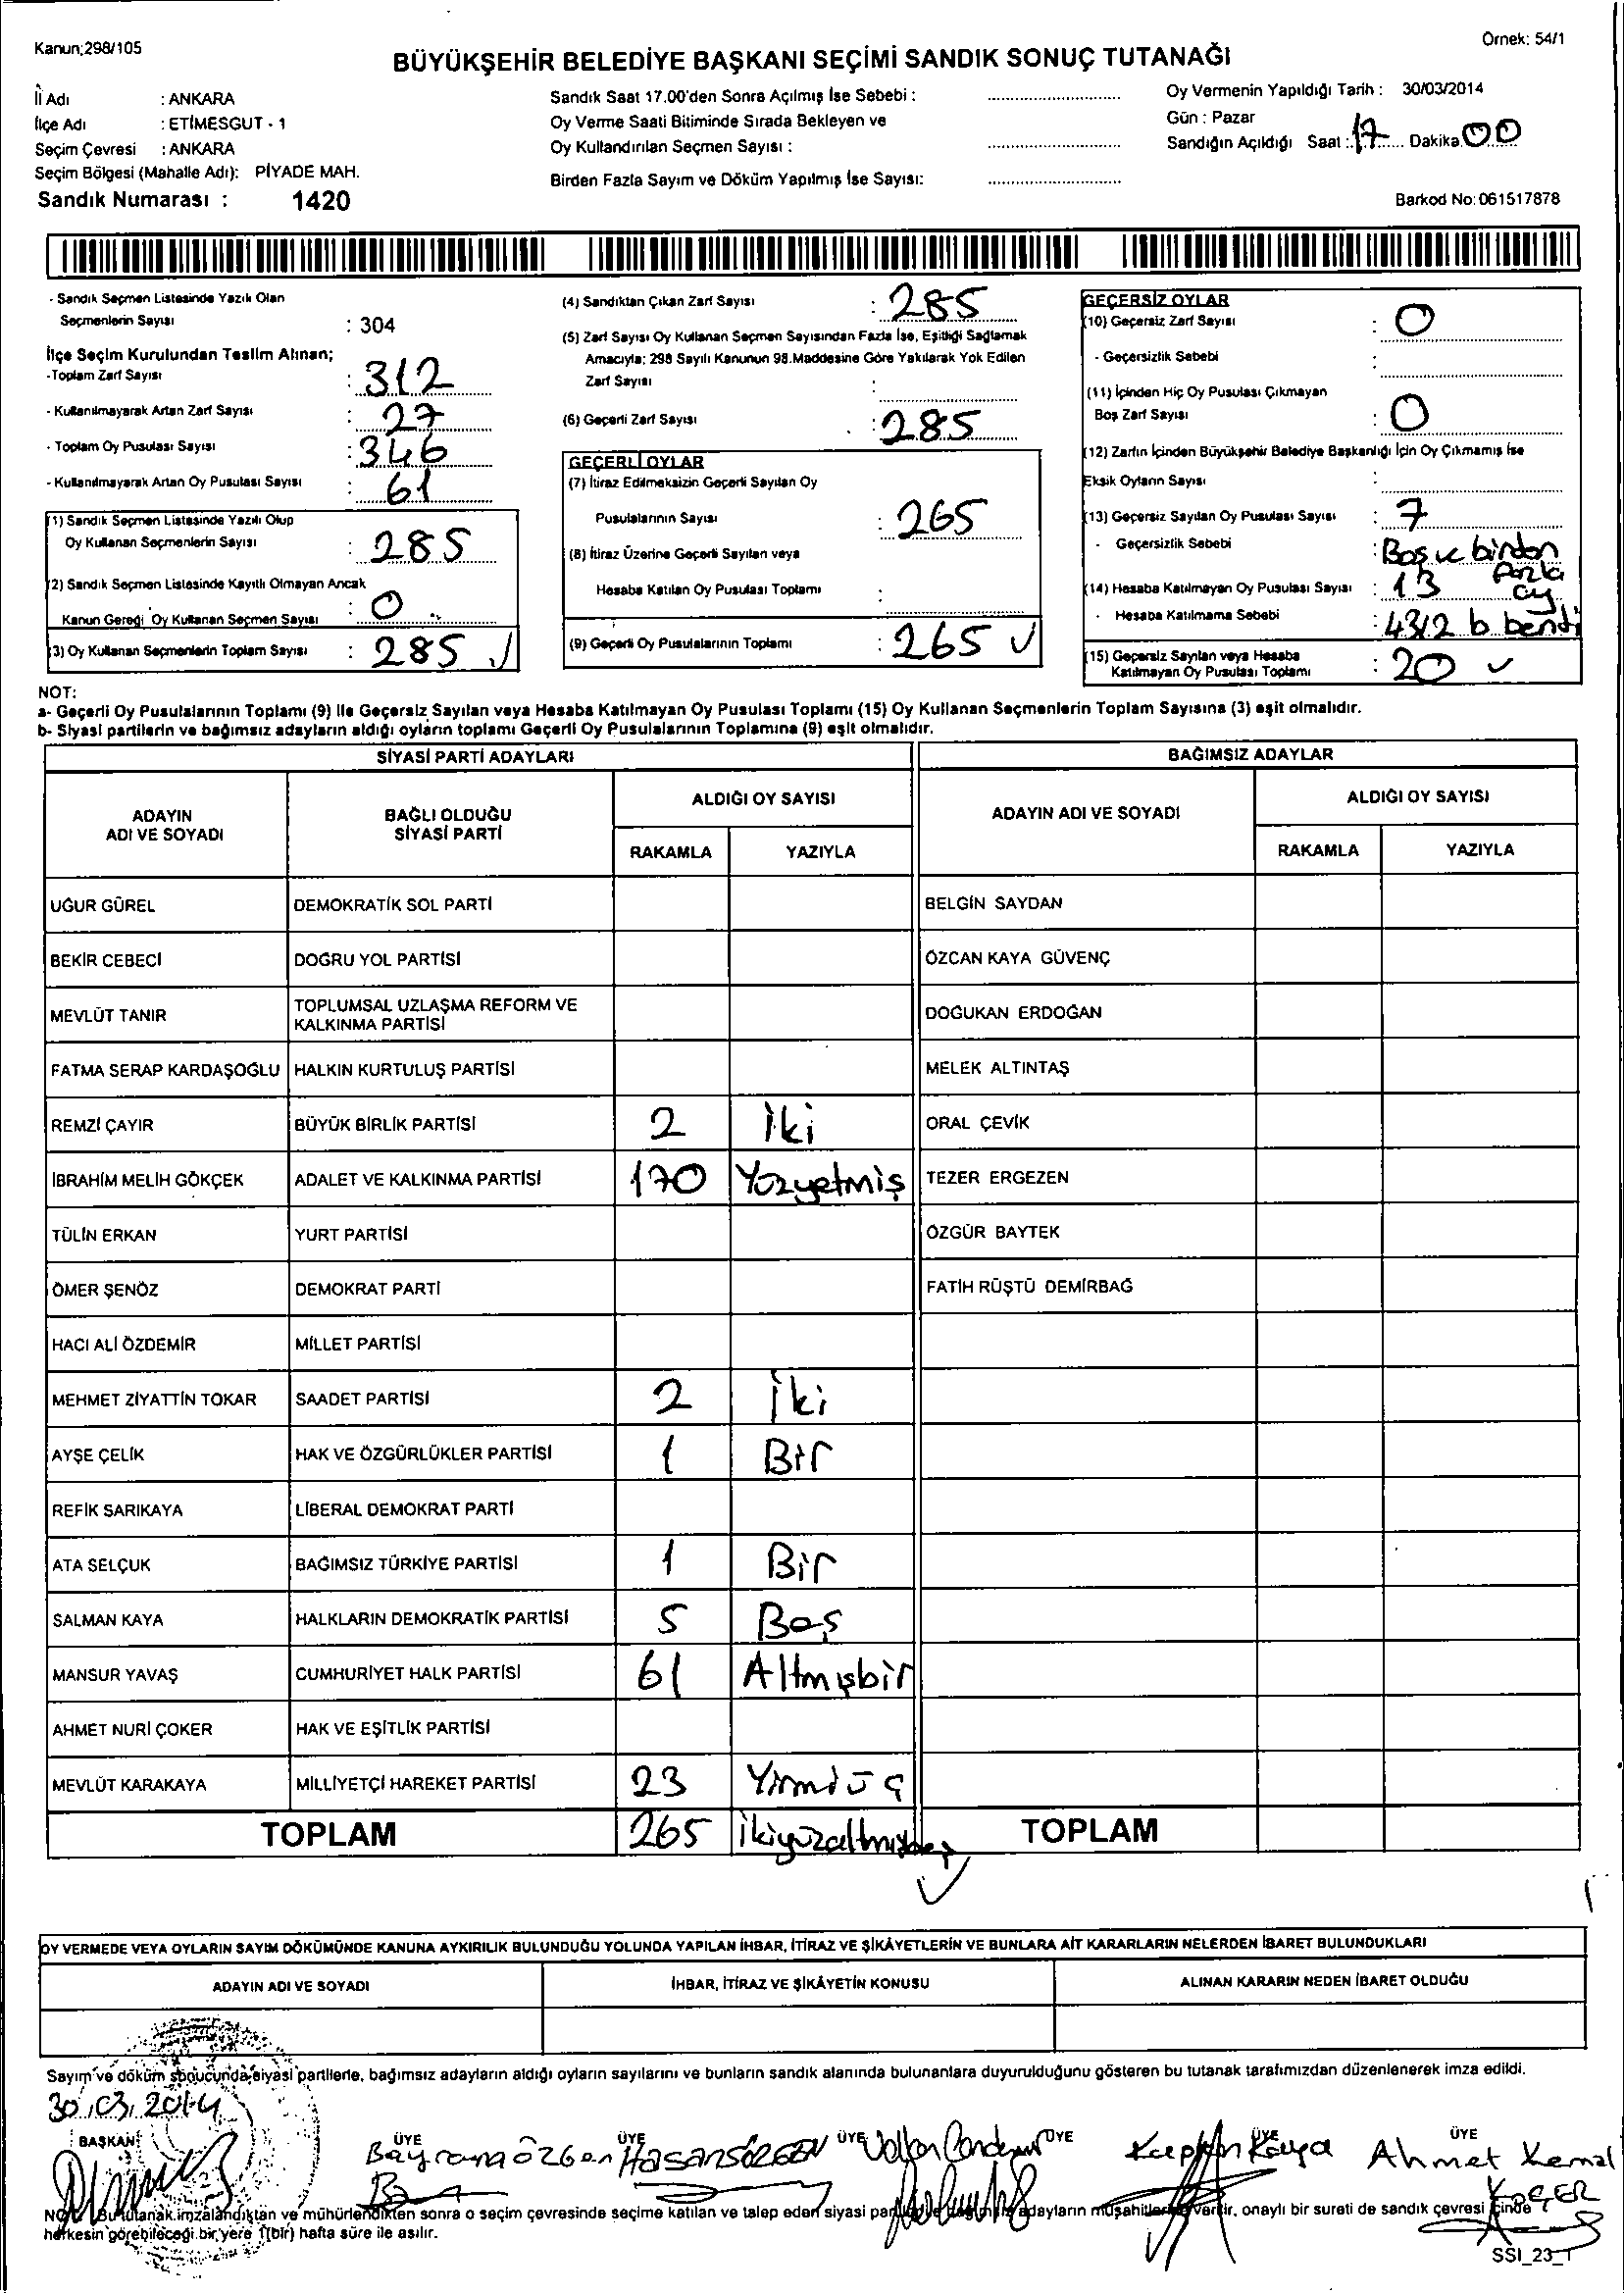 Kanun;298/105
Örnek: 54/1
BÜYÜKŞEHİR BELEDİYE BAŞKANI SEÇİMİ SANDIK SONUÇ TUTANAĞI
İl Adı : ANKARA
İlçe Adı : ETİMESGUT - 1
Seçim Çevresi : ANKARA
Seçim Bölgesi (Mahalle Adı): PİYADE MAH.
Sandık Numarası : 1420
Sandık Saat 17.00'den Sonra Açılmış İse Sebebi :
Oy Verme Saati Bitiminde Sırada Bekleyen ve
Oy Kullandırılan Seçmen Sayısı :
Birden Fazla Sayım ve Döküm Yapılmış İse Sayısı:
Oy Vermenin Yapıldığı Tarih : 30/03/2014
Gün : Pazar
Sandığın Açıldığı Saat : 17 Dakika 00
Barkod No: 061517878
- Sandık Seçmen Listesinde Yazılı Olan
Seçmenlerin Sayısı : 304
İlçe Seçim Kurulundan Teslim Alınan;
-Toplam Zarf Sayısı : 312
- Kullanılmayarak Artan Zarf Sayısı : 27
- Toplam Oy Pusulası Sayısı : 346
- Kullanılmayarak Artan Oy Pusulası Sayısı : 61
(1) Sandık Seçmen Listesinde Yazılı Olup
Oy Kullanan Seçmenlerin Sayısı : 285
(2) Sandık Seçmen Listesinde Kayıtlı Olmayan Ancak
Kanun Gereği Oy Kullanan Seçmen Sayısı : 0
(3) Oy Kullanan Seçmenlerin Toplam Sayısı : 285 √
(4) Sandıktan Çıkan Zarf Sayısı : 285
(5) Zarf Sayısı Oy Kullanan Seçmen Sayısından Fazla İse, Eşitliği Sağlamak
Amacıyla; 298 Sayılı Kanunun 98.Maddesine Göre Yakılarak Yok Edilen
Zarf Sayısı :
(6) Geçerli Zarf Sayısı : 285
GEÇERLİ OYLAR
(7) İtiraz Edilmeksizin Geçerli Sayılan Oy
Pusulalarının Sayısı : 265
(8) İtiraz Üzerine Geçerli Sayılan veya
Hesaba Katılan Oy Pusulası Toplamı :
(9) Geçerli Oy Pusulalarının Toplamı : 265 √
GEÇERSİZ OYLAR
(10) Geçersiz Zarf Sayısı : 0
- Geçersizlik Sebebi :
(11) İçinden Hiç Oy Pusulası Çıkmayan
Boş Zarf Sayısı : 0
(12) Zarfın İçinden Büyükşehir Belediye Başkanlığı İçin Oy Çıkmamış İse
Eksik Oyların Sayısı :
(13) Geçersiz Sayılan Oy Pusulası Sayısı : 7
- Geçersizlik Sebebi : Boş ve birden fazla oy
(14) Hesaba Katılmayan Oy Pusulası Sayısı : 13
- Hesaba Katılmama Sebebi : 43/2 b bendi
(15) Geçersiz Sayılan veya Hesaba
Katılmayan Oy Pusulası Toplamı : 20 √
NOT:
a- Geçerli Oy Pusulalarının Toplamı (9) ile Geçersiz Sayılan veya Hesaba Katılmayan Oy Pusulası Toplamı (15) Oy Kullanan Seçmenlerin Toplam Sayısına (3) eşit olmalıdır.
b- Siyasi partilerin ve bağımsız adayların aldığı oyların toplamı Geçerli Oy Pusulalarının Toplamına (9) eşit olmalıdır.
SİYASİ PARTİ ADAYLARI
BAĞIMSIZ ADAYLAR
ADAYIN ADI VE SOYADI
BAĞLI OLDUĞU SİYASİ PARTİ
ALDIĞI OY SAYISI
RAKAMLA YAZIYLA
ADAYIN ADI VE SOYADI
ALDIĞI OY SAYISI
RAKAMLA YAZIYLA
UĞUR GÜREL DEMOKRATİK SOL PARTİ BELGİN SAYDAN
BEKİR CEBECİ DOĞRU YOL PARTİSİ ÖZCAN KAYA GÜVENÇ
MEVLÜT TANIR TOPLUMSAL UZLAŞMA REFORM VE KALKINMA PARTİSİ DOĞUKAN ERDOĞAN
FATMA SERAP KARDAŞOĞLU HALKIN KURTULUŞ PARTİSİ MELEK ALTINTAŞ
REMZİ ÇAYIR BÜYÜK BİRLİK PARTİSİ 2 İki ORAL ÇEVİK
İBRAHİM MELİH GÖKÇEK ADALET VE KALKINMA PARTİSİ 170 Yüzyetmiş TEZER ERGEZEN
TÜLİN ERKAN YURT PARTİSİ ÖZGÜR BAYTEK
ÖMER ŞENÖZ DEMOKRAT PARTİ FATİH RÜŞTÜ DEMİRBAĞ
HACI ALİ ÖZDEMİR MİLLET PARTİSİ
MEHMET ZİYATTİN TOKAR SAADET PARTİSİ 2 İki
AYŞE ÇELİK HAK VE ÖZGÜRLÜKLER PARTİSİ 1 Bir
REFİK SARIKAYA LİBERAL DEMOKRAT PARTİ
ATA SELÇUK BAĞIMSIZ TÜRKİYE PARTİSİ 1 Bir
SALMAN KAYA HALKLARIN DEMOKRATİK PARTİSİ 5 Beş
MANSUR YAVAŞ CUMHURİYET HALK PARTİSİ 61 Altmışbir
AHMET NURİ ÇOKER HAK VE EŞİTLİK PARTİSİ
MEVLÜT KARAKAYA MİLLİYETÇİ HAREKET PARTİSİ 23 Yirmiüç
TOPLAM 265 İkiyüzaltmışbeş √ TOPLAM
OY VERMEDE VEYA OYLARIN SAYIM DÖKÜMÜNDE KANUNA AYKIRILIK BULUNDUĞU YOLUNDA YAPILAN İHBAR, İTİRAZ VE ŞİKÂYETLERİN VE BUNLARA AİT KARARLARIN NELERDEN İBARET BULUNDUKLARI
ADAYIN ADI VE SOYADI İHBAR, İTİRAZ VE ŞİKÂYETİN KONUSU ALINAN KARARIN NEDEN İBARET OLDUĞU
Sayım ve döküm sonucunda siyasi partilerle, bağımsız adayların aldığı oyların sayılarını ve bunların sandık alanında bulunanlara duyurulduğunu gösteren bu tutanak tarafımızdan düzenlenerek imza edildi.
30.03.2014
BAŞKAN ÜYE ÜYE ÜYE ÜYE ÜYE ÜYE
Bayram Özgen Hasan Kaplan Kaya Ahmet Kemal KOÇER
NOT: Bu tutanak imzalandıktan ve mühürlendikten sonra o seçim çevresinde seçime katılan ve talep eden siyasi adayların müşahitlerine verilir, onaylı bir sureti de sandık çevresi içinde
herkesin görebileceği bir yere 1(bir) hafta süre ile asılır.
SSI_23_1